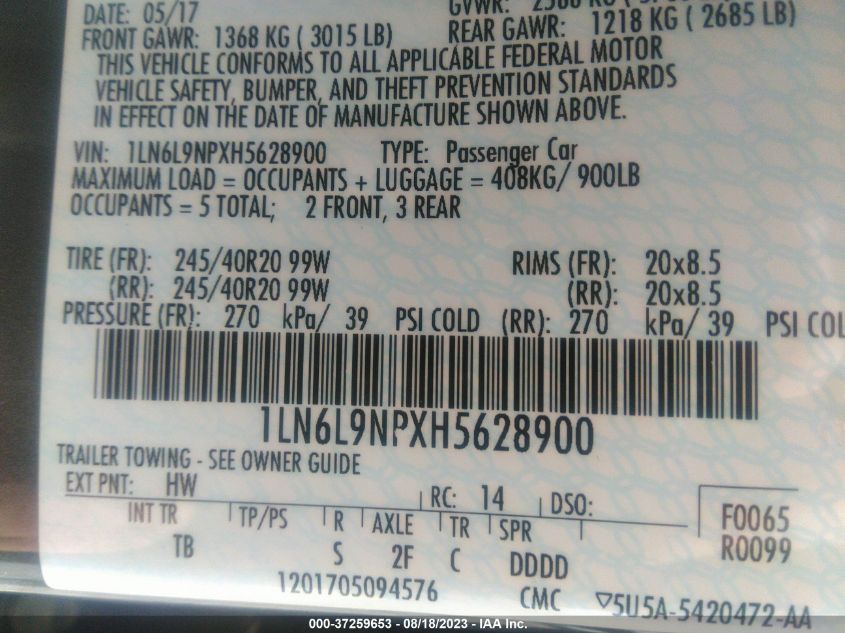 DATE: 05/17 GVWR:
FRONT GAWR: 1368 KG ( 3015 LB) REAR GAWR: 1218 KG ( 2685 LB)
THIS VEHICLE CONFORMS TO ALL APPLICABLE FEDERAL MOTOR
VEHICLE SAFETY, BUMPER, AND THEFT PREVENTION STANDARDS
IN EFFECT ON THE DATE OF MANUFACTURE SHOWN ABOVE.
VIN: 1LN6L9NPXH5628900 TYPE: Passenger Car
MAXIMUM LOAD = OCCUPANTS + LUGGAGE = 408KG/ 900LB
OCCUPANTS = 5 TOTAL; 2 FRONT, 3 REAR
TIRE (FR): 245/40R20 99W RIMS (FR): 20x8.5
(RR): 245/40R20 99W (RR): 20x8.5
PRESSURE (FR): 270 kPa/ 39 PSI COLD (RR): 270 kPa/ 39 PSI COL
1LN6L9NPXH5628900
TRAILER TOWING - SEE OWNER GUIDE
EXT PNT: HW RC: 14 DSO:
INT TR TP/PS R AXLE TR SPR F0065
TB S 2F C DDDD R0099
1201705094576 CMC ▽5U5A-5420472-AA
000-37259653 - 08/18/2023 - IAA Inc.